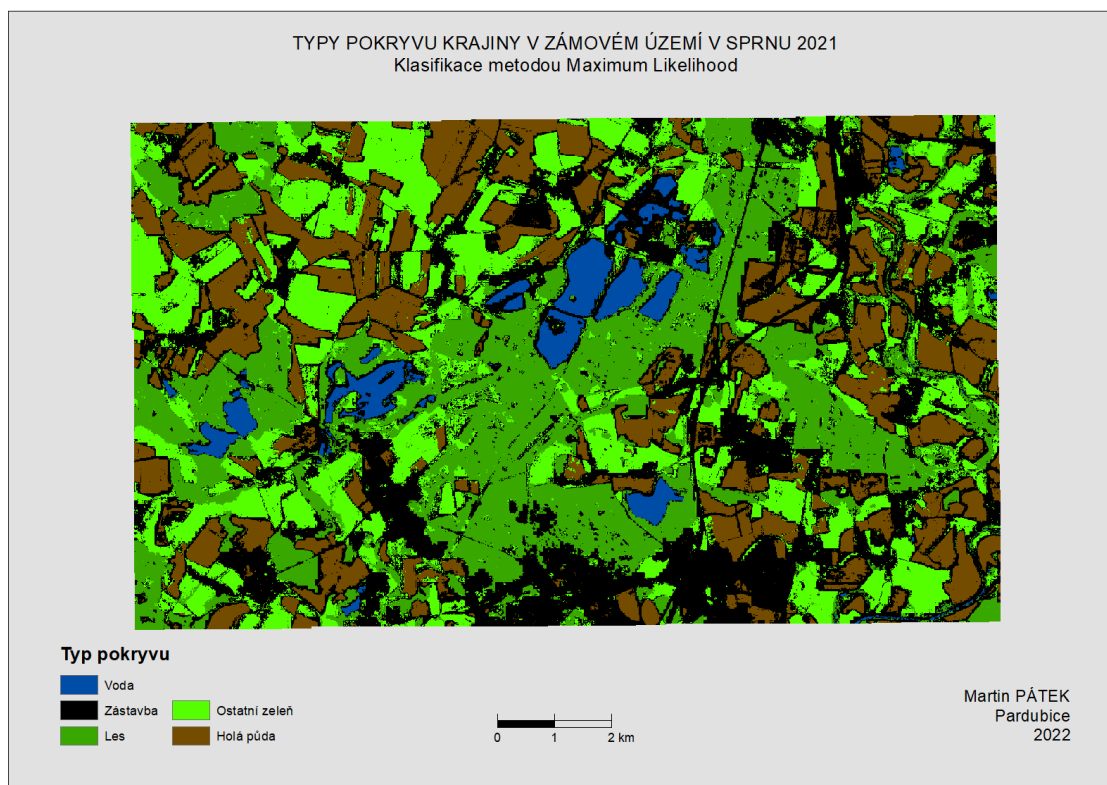 TYPY POKRYVU KRAJINY V ZÁMOVÉM ÚZEMÍ V SPRNU 2021
Klasifikace metodou Maximum Likelihood
Typ pokryvu
Voda
Zástavba
Les
Ostatní zeleň
Holá půda
0 1 2 km
Martin PÁTEK
Pardubice
2022